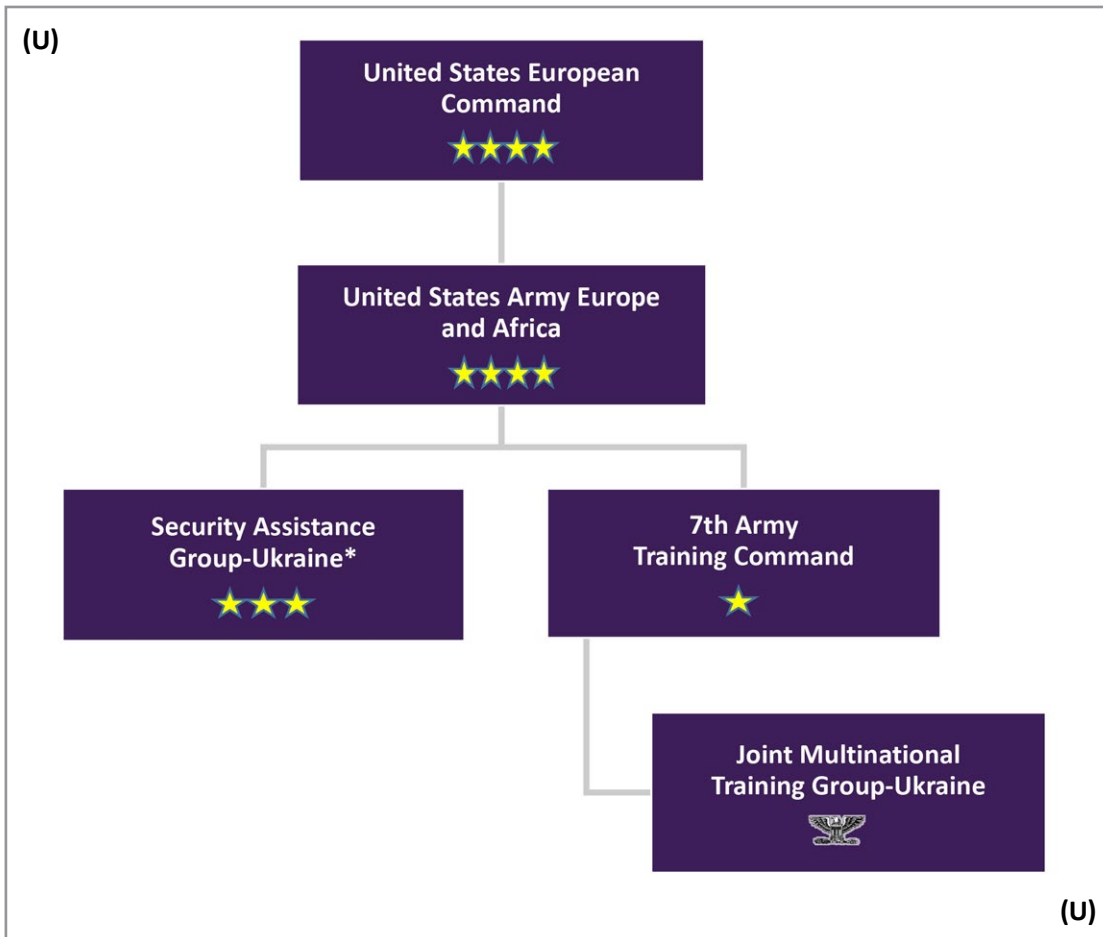 (U)
United States European
Command
United States Army Europe
and Africa
Security Assistance
Group-Ukraine*
7th Army
Training Command
Joint Multinational
Training Group-Ukraine
(U)